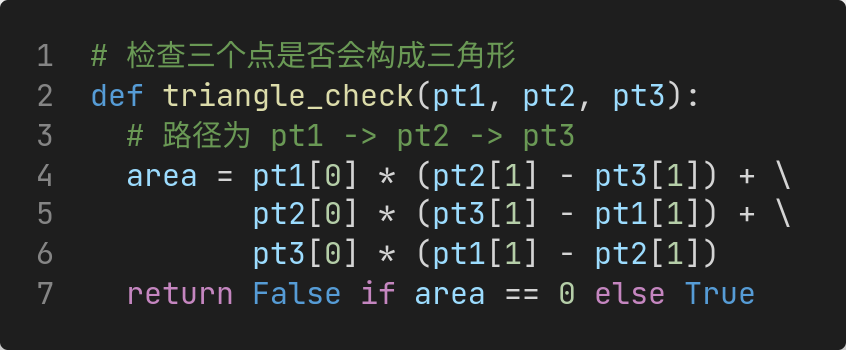 1 # 检查三个点是否会构成三角形
2 def triangle_check(pt1, pt2, pt3):
3   # 路径为 pt1 -> pt2 -> pt3
4   area = pt1[0] * (pt2[1] - pt3[1]) + \
5          pt2[0] * (pt3[1] - pt1[1]) + \
6          pt3[0] * (pt1[1] - pt2[1])
7   return False if area == 0 else True